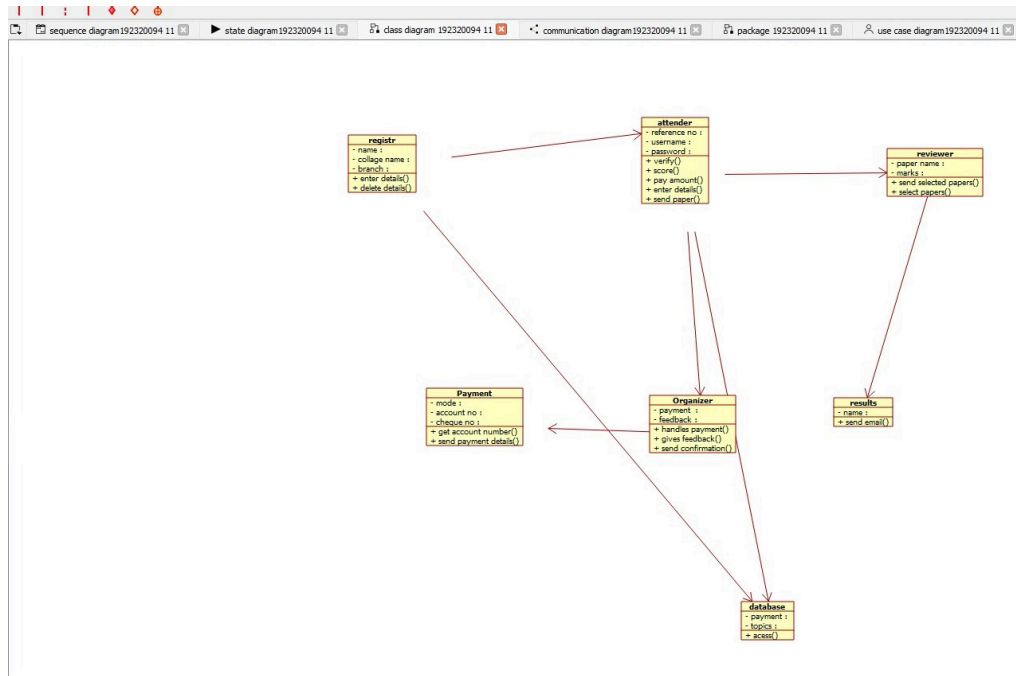 sequence diagram192320094 11
state diagram192320094 11
class diagram 192320094 11
communication diagram192320094 11
package 192320094 11
use case diagram192320094 11
registr
- name :
- collage name :
- branch :
+ enter details()
+ delete details()
attender
- reference no :
- username :
- password :
+ verify()
+ score()
+ pay amount()
+ enter details()
+ send paper()
reviewer
- paper name :
- marks :
+ send selected papers()
+ select papers()
Payment
- mode :
- account no :
- cheque no :
+ get account number()
+ send payment details()
Organizer
- payment :
- feedback :
+ handles payment()
+ gives feedback()
+ send confirmation()
results
- name :
+ send email()
database
- payment :
- topics :
+ acess()